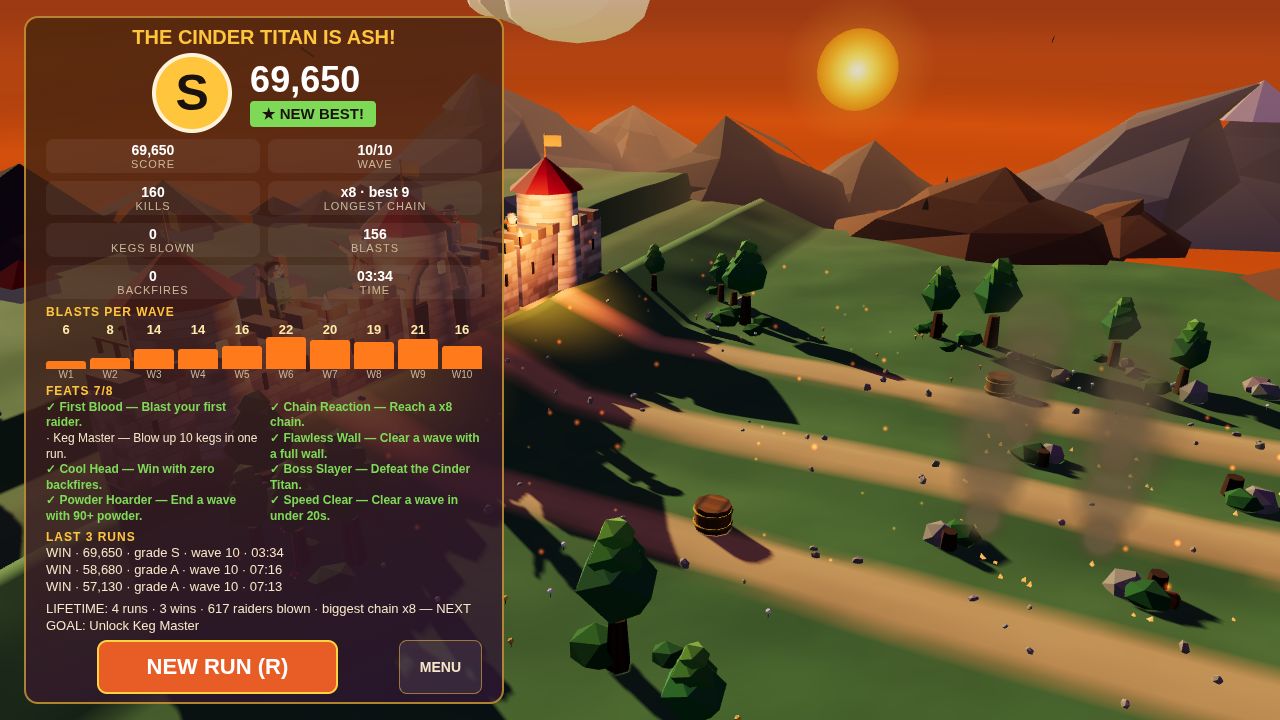 THE CINDER TITAN IS ASH!
S
69,650
★ NEW BEST!
69,650
SCORE
10/10
WAVE
160
KILLS
x8 · best 9
LONGEST CHAIN
0
KEGS BLOWN
156
BLASTS
0
BACKFIRES
03:34
TIME
BLASTS PER WAVE
6 8 14 14 16 22 20 19 21 16
W1 W2 W3 W4 W5 W6 W7 W8 W9 W10
FEATS 7/8
✓ First Blood — Blast your first
raider.
✓ Chain Reaction — Reach a x8
chain.
· Keg Master — Blow up 10 kegs in one
run.
✓ Flawless Wall — Clear a wave with
a full wall.
✓ Cool Head — Win with zero
backfires.
✓ Boss Slayer — Defeat the Cinder
Titan.
✓ Powder Hoarder — End a wave
with 90+ powder.
✓ Speed Clear — Clear a wave in
under 20s.
LAST 3 RUNS
WIN · 69,650 · grade S · wave 10 · 03:34
WIN · 58,680 · grade A · wave 10 · 07:16
WIN · 57,130 · grade A · wave 10 · 07:13
LIFETIME: 4 runs · 3 wins · 617 raiders blown · biggest chain x8 — NEXT
GOAL: Unlock Keg Master
NEW RUN (R)
MENU